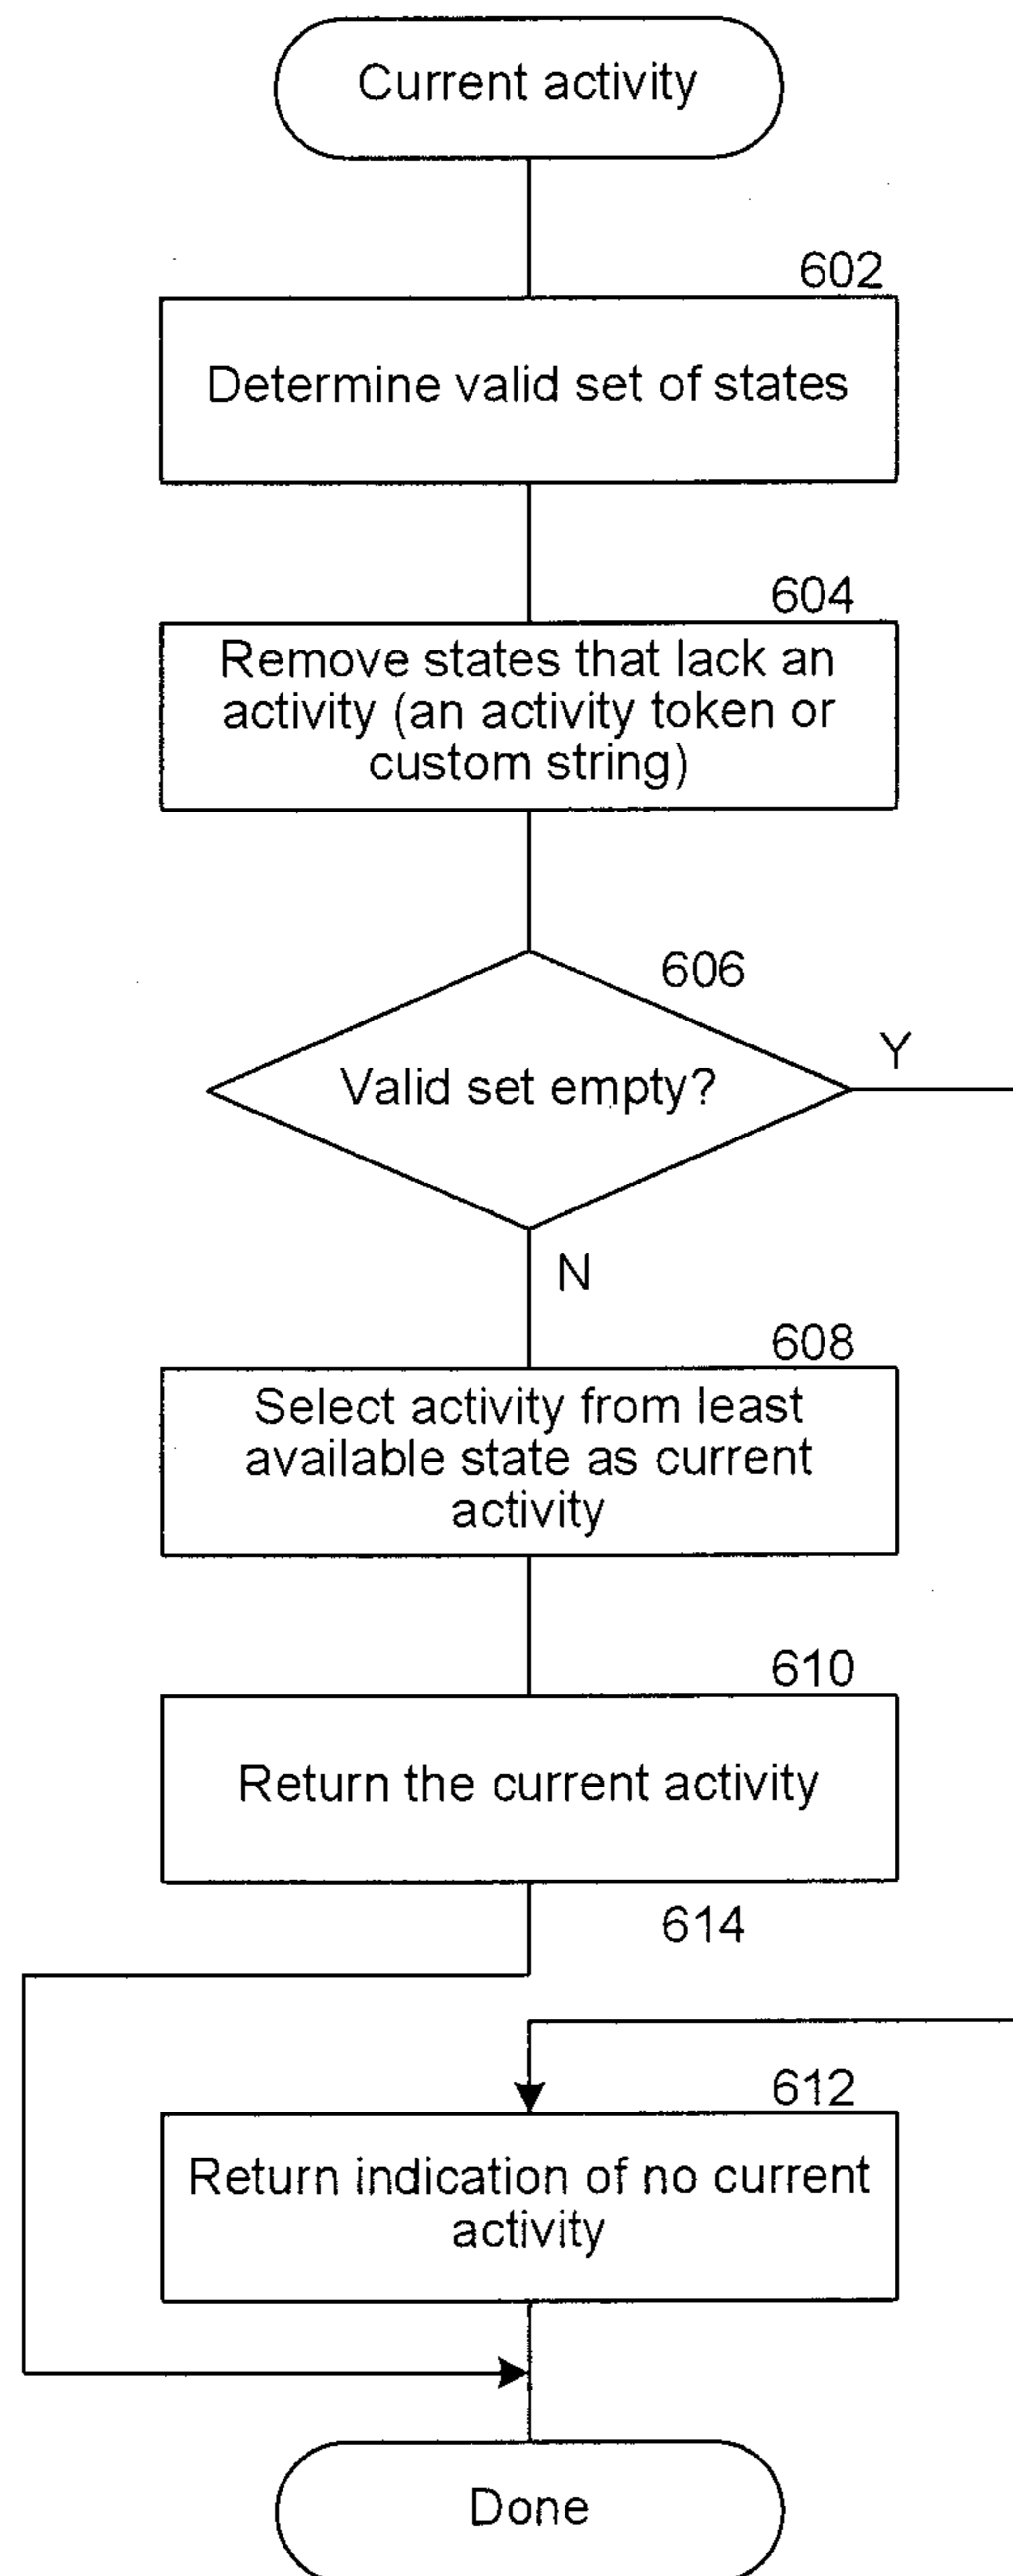 Current activity
602
Determine valid set of states
604
Remove states that lack an
activity (an activity token or
custom string)
606
Valid set empty?
Y
N
608
Select activity from least
available state as current
activity
610
Return the current activity
614
612
Return indication of no current
activity
Done